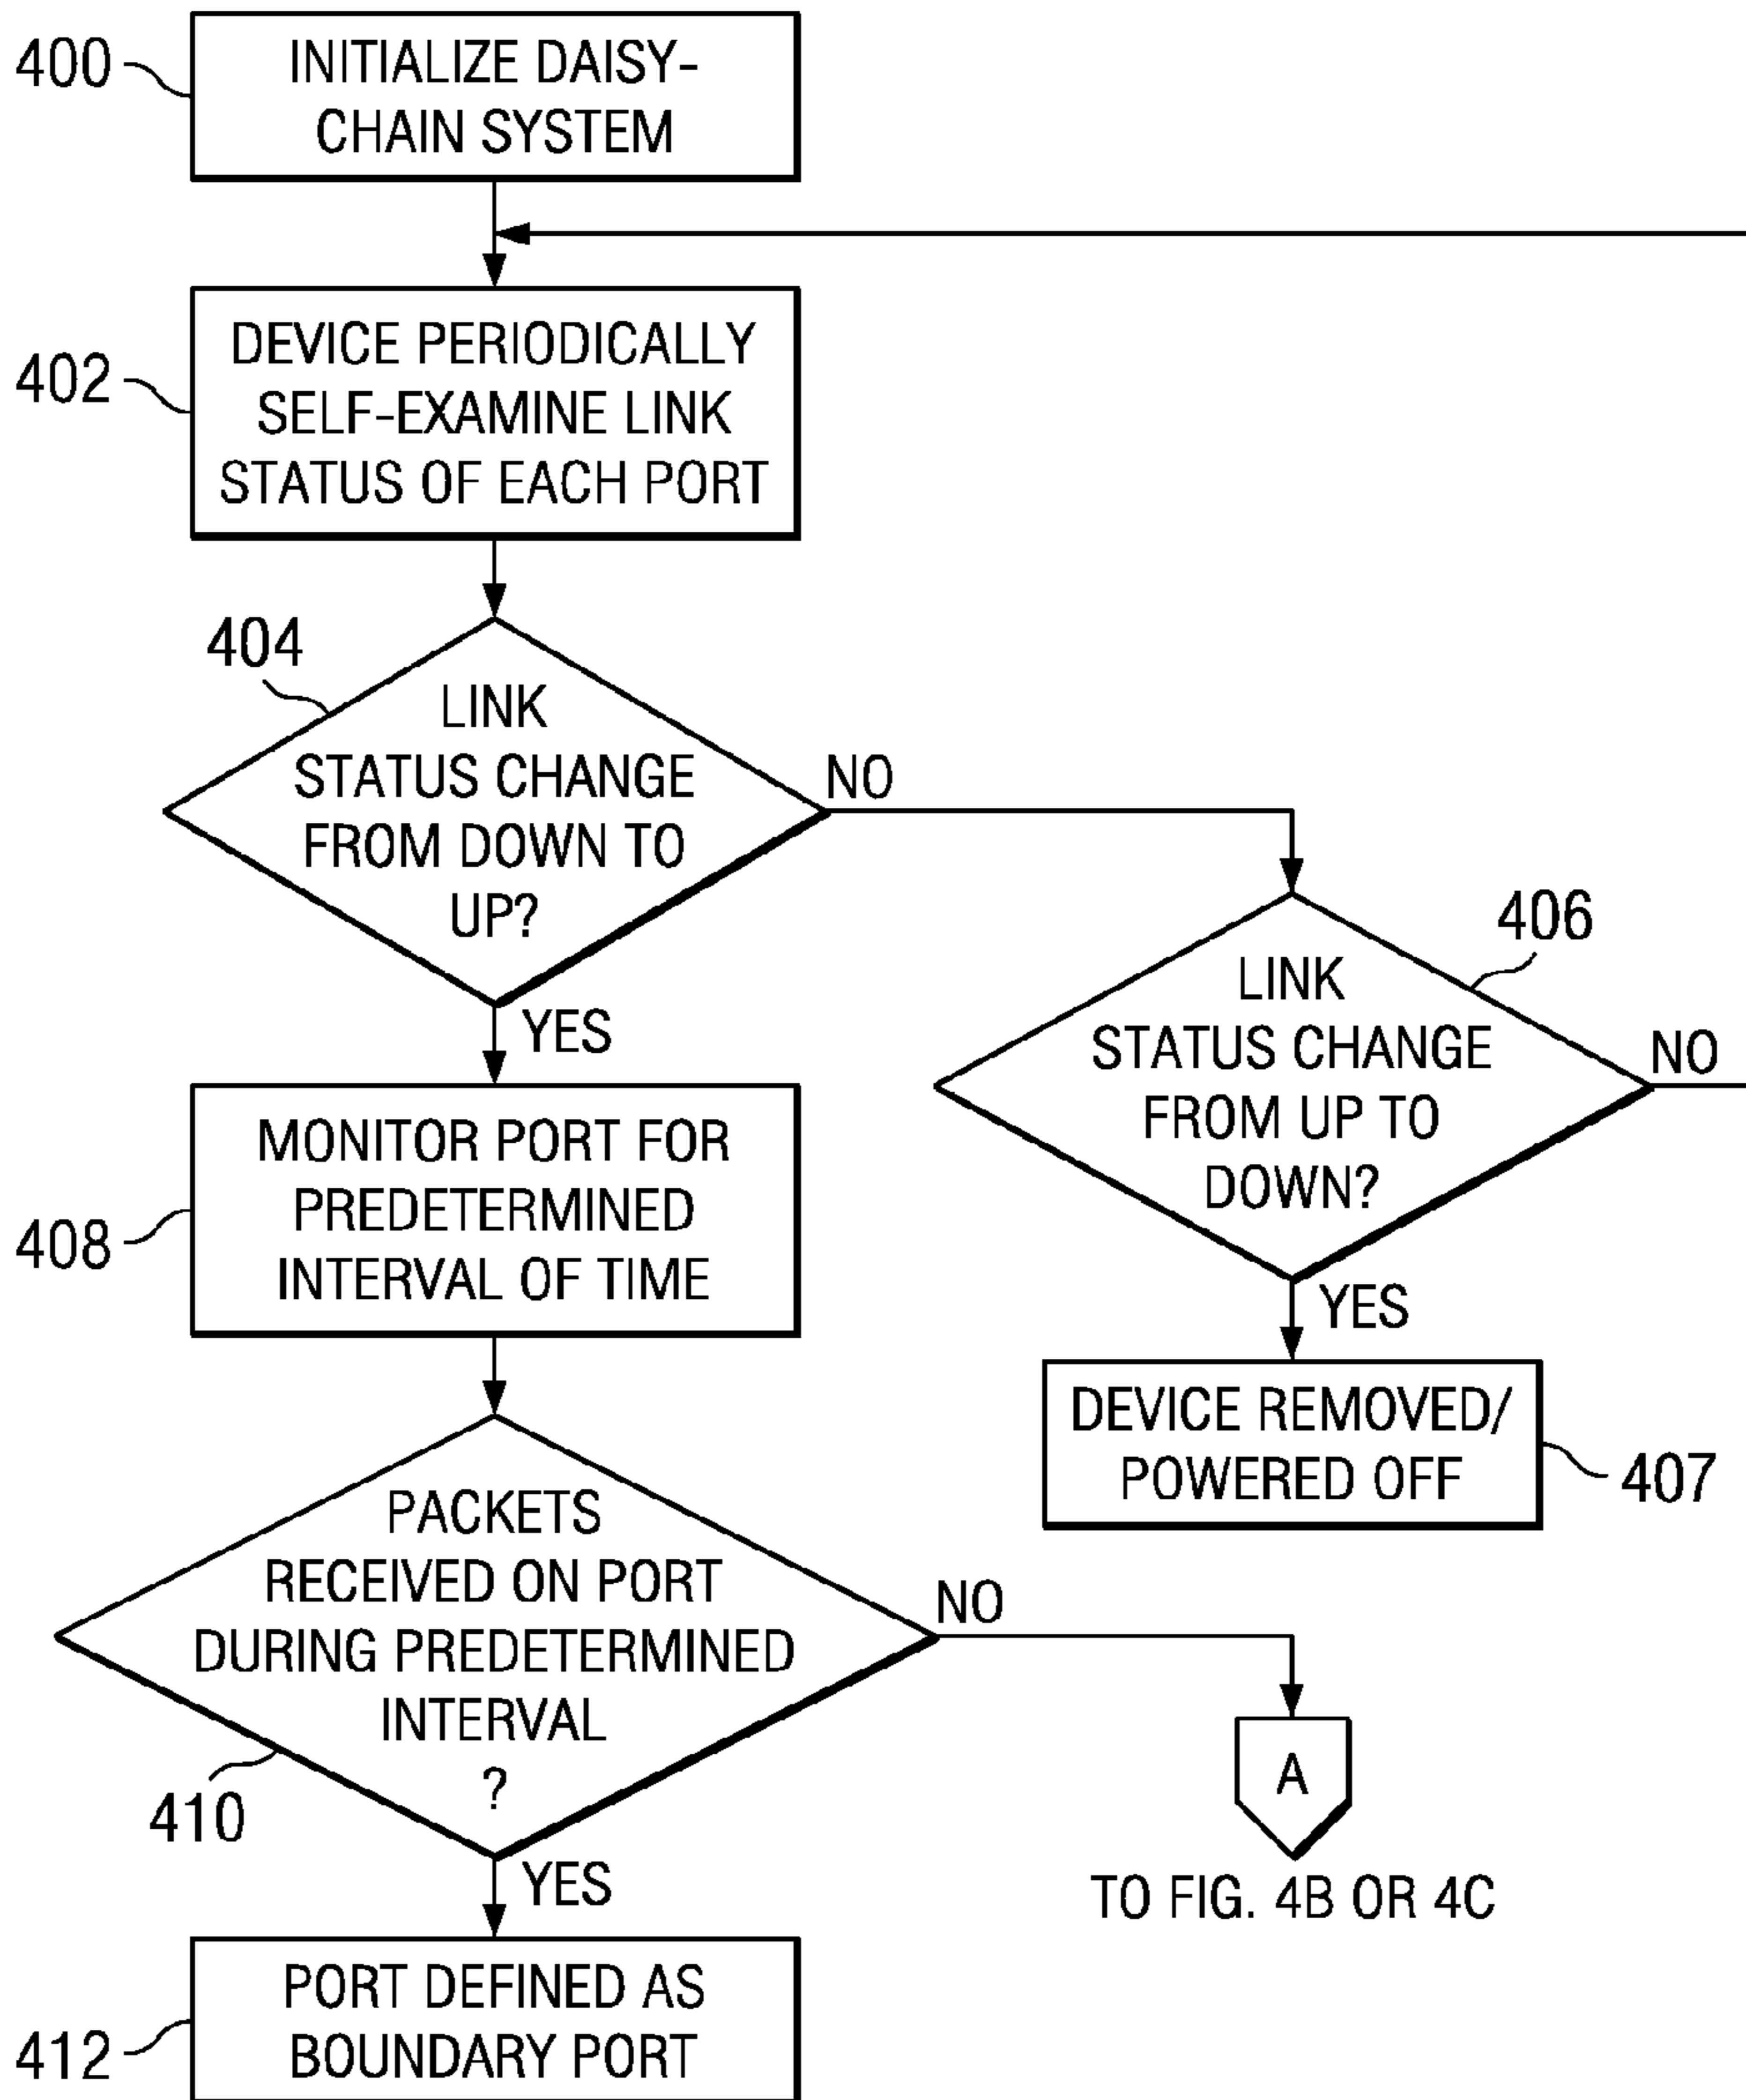 400
INITIALIZE DAISY-
CHAIN SYSTEM
402
DEVICE PERIODICALLY
SELF-EXAMINE LINK
STATUS OF EACH PORT
404
LINK
STATUS CHANGE
FROM DOWN TO
UP?
NO
YES
406
LINK
STATUS CHANGE
FROM UP TO
DOWN?
NO
YES
DEVICE REMOVED/
POWERED OFF
407
408
MONITOR PORT FOR
PREDETERMINED
INTERVAL OF TIME
PACKETS
RECEIVED ON PORT
DURING PREDETERMINED
INTERVAL
?
410
NO
A
TO FIG. 4B OR 4C
YES
412
PORT DEFINED AS
BOUNDARY PORT